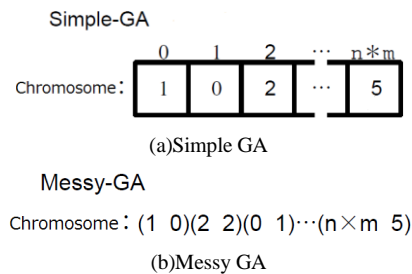 Simple-GA
0 1 2 ⋯ n*m
Chromosome: 1 0 2 ⋯ 5
(a)Simple GA
Messy-GA
Chromosome: (1 0)(2 2)(0 1)⋯(n×m 5)
(b)Messy GA